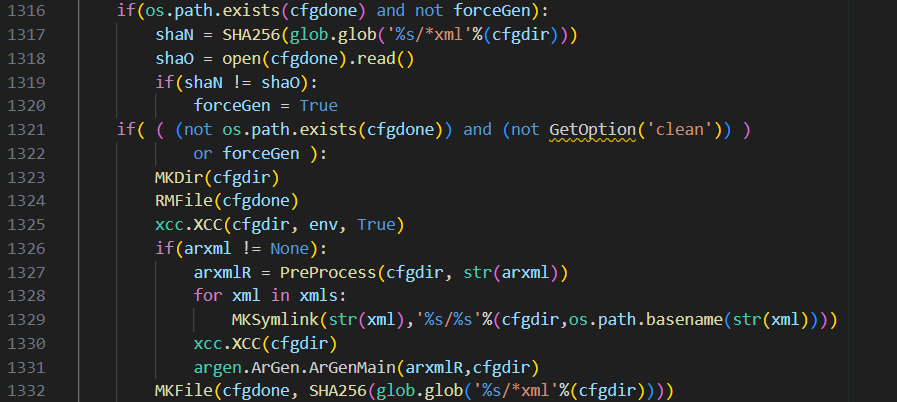 1316 if(os.path.exists(cfgdone) and not forceGen):
1317 shaN = SHA256(glob.glob('%s/*xml'%(cfgdir)))
1318 shaO = open(cfgdone).read()
1319 if(shaN != shaO):
1320 forceGen = True
1321 if( ( (not os.path.exists(cfgdone)) and (not GetOption('clean')) )
1322 or forceGen ):
1323 MKDir(cfgdir)
1324 RMFile(cfgdone)
1325 xcc.XCC(cfgdir, env, True)
1326 if(arxml != None):
1327 arxmlR = PreProcess(cfgdir, str(arxml))
1328 for xml in xmls:
1329 MKSymlink(str(xml),'%s/%s'%(cfgdir,os.path.basename(str(xml))))
1330 xcc.XCC(cfgdir)
1331 argen.ArGen.ArGenMain(arxmlR,cfgdir)
1332 MKFile(cfgdone, SHA256(glob.glob('%s/*xml'%(cfgdir))))